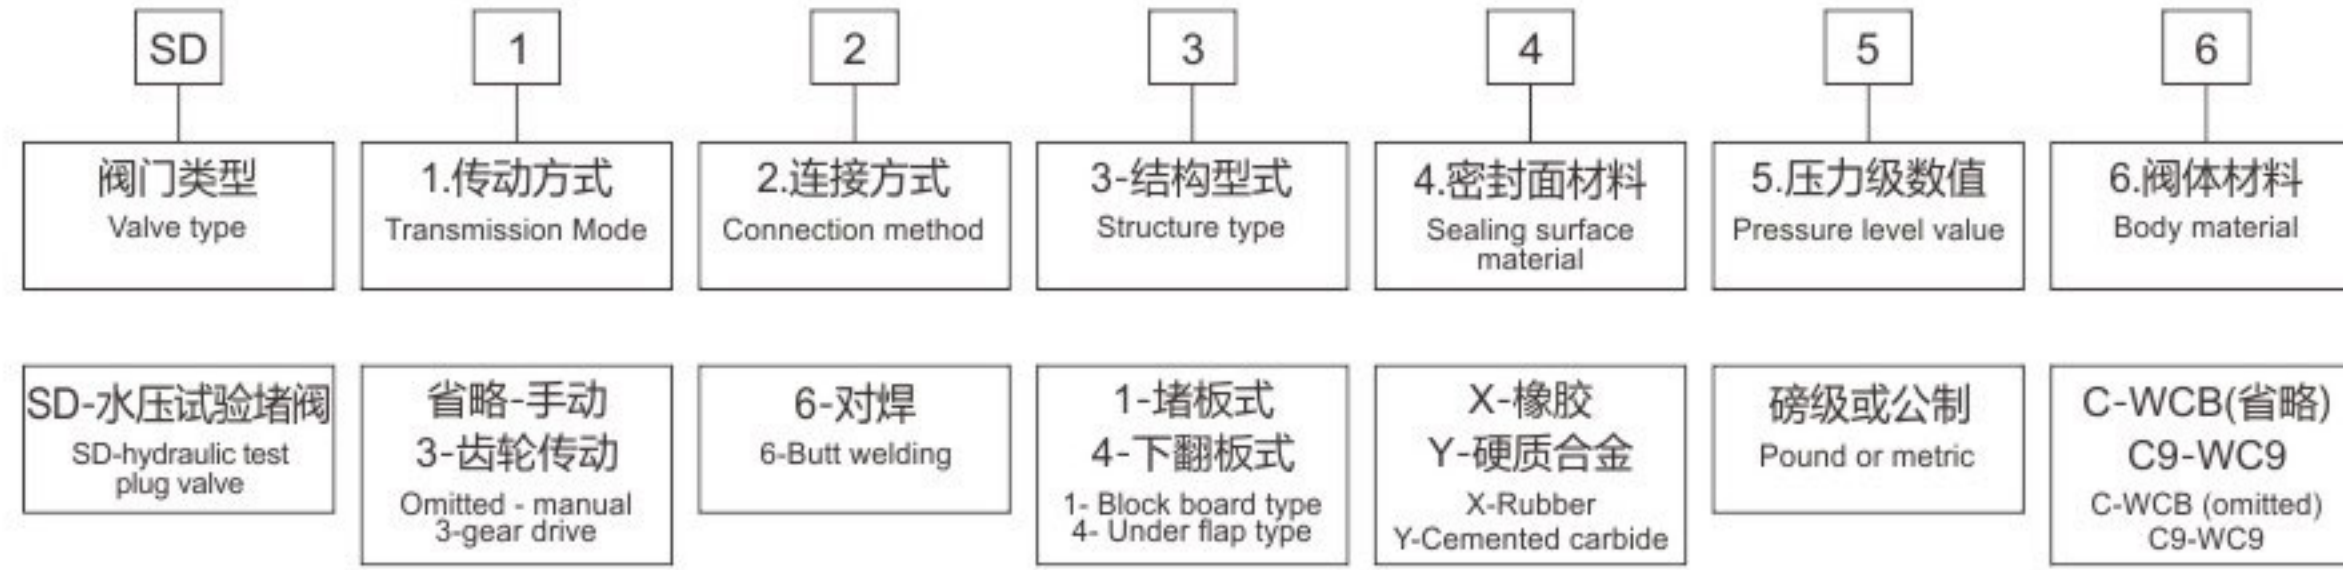 SD
1
2
3
4
5
6
阀门类型
Valve type
1.传动方式
Transmission Mode
2.连接方式
Connection method
3-结构型式
Structure type
4.密封面材料
Sealing surface
material
5.压力级数值
Pressure level value
6.阀体材料
Body material
SD-水压试验堵阀
SD-hydraulic test
plug valve
省略-手动
3-齿轮传动
Omitted - manual
3-gear drive
6-对焊
6-Butt welding
1-堵板式
4-下翻板式
1- Block board type
4- Under flap type
X-橡胶
Y-硬质合金
X-Rubber
Y-Cemented carbide
磅级或公制
Pound or metric
C-WCB(省略)
C9-WC9
C-WCB (omitted)
C9-WC9